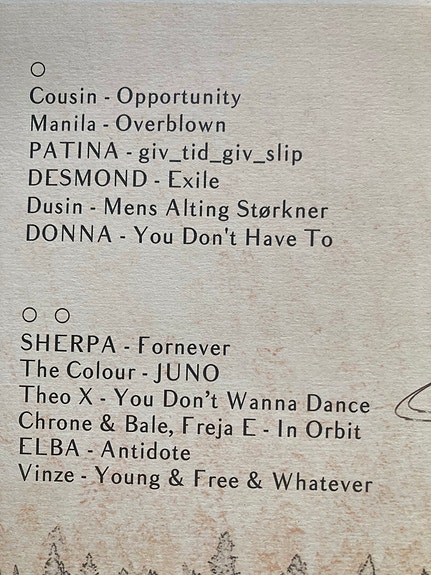 Cousin - Opportunity
Manila - Overblown
PATINA - giv_tid_giv_slip
DESMOND - Exile
Dusin - Mens Alting Størkner
DONNA - You Don't Have To
SHERPA - Fornever
The Colour - JUNO
Theo X - You Don’t Wanna Dance
Chrone & Bale, Freja E - In Orbit
ELBA - Antidote
Vinze - Young & Free & Whatever